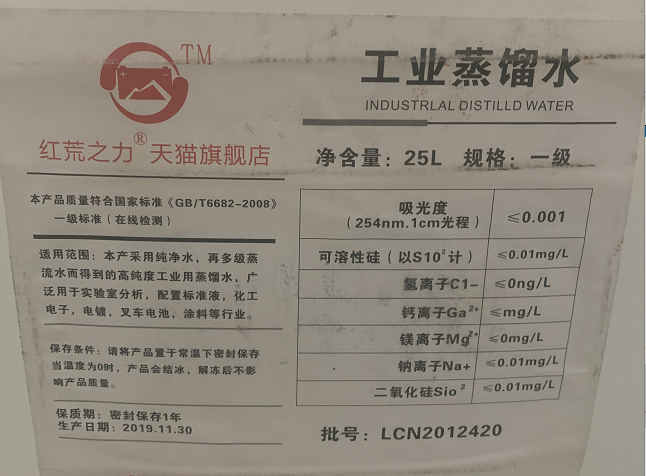 TM
红荒之力® 天猫旗舰店
工业蒸馏水
INDUSTRLAL DISTILLD WATER
净含量：25L 规格：一级
本产品质量符合国家标准《GB/T6682-2008》
一级标准（在线检测）
适用范围：本产采用纯净水，再多级蒸
流水而得到的高纯度工业用蒸馏水，广
泛用于实验室分析，配置标准液，化工
电子，电镀，叉车电池，涂料等行业。
保存条件：请将产品置于常温下密封保存
当温度为0时，产品会结冰，解冻后不影
响产品质量。
保质期：密封保存1年
生产日期：2019.11.30
吸光度
（254nm.1cm光程） ≤0.001
可溶性硅（以S10²计） ≤0.01mg/L
氢离子C1- ≤0ng/L
钙离子Ga²⁺ ≤mg/L
镁离子Mg²⁺ ≤0mg/L
钠离子Na+ ≤0.01mg/L
二氧化硅Sio² ≤0.01mg/L
批号：LCN2012420